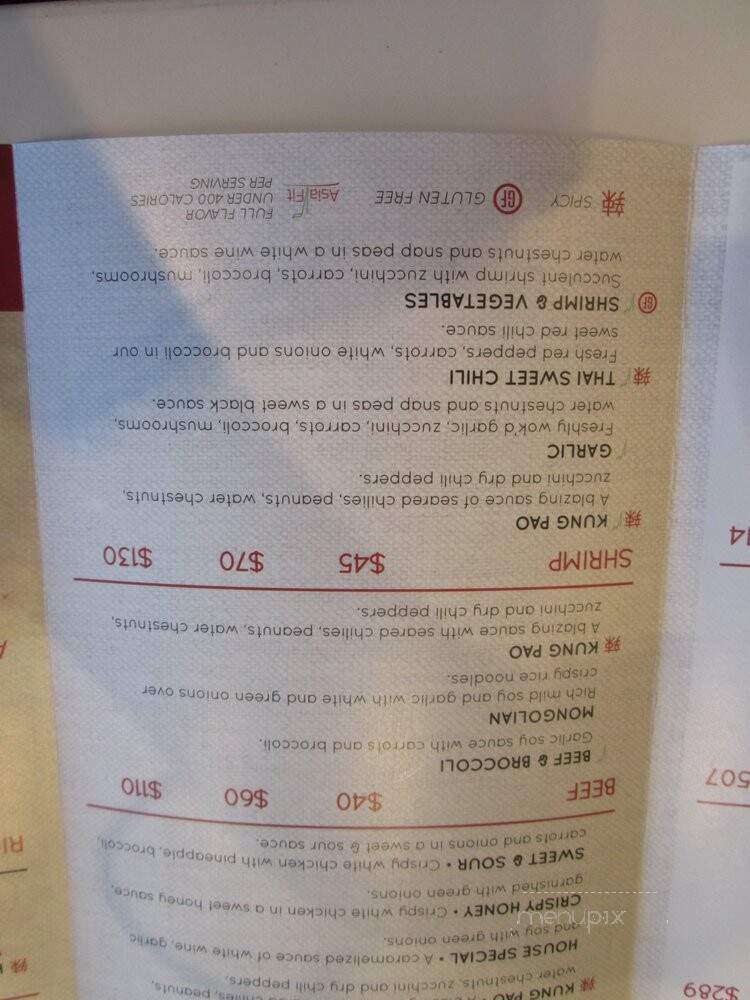 辣 KUNG PAO
water chestnuts, zucchini and dry chili peppers.
HOUSE SPECIAL • A caramelized sauce of white wine, garlic
and soy with green onions.
CRISPY HONEY • Crispy white chicken in a sweet honey sauce,
garnished with green onions.
SWEET & SOUR • Crispy white chicken with pineapple, broccoli,
carrots and onions in a sweet & sour sauce.
BEEF $40 $60 $110
BEEF & BROCCOLI
Garlic soy sauce with carrots and broccoli.
MONGOLIAN
Rich mild soy and garlic with white and green onions over
crispy rice noodles.
辣 KUNG PAO
A blazing sauce with seared chilies, peanuts, water chestnuts,
zucchini and dry chili peppers.
SHRIMP $45 $70 $130
辣 KUNG PAO
A blazing sauce of seared chilies, peanuts, water chestnuts,
zucchini and dry chili peppers.
GARLIC
Freshly wok'd garlic, zucchini, carrots, broccoli, mushrooms,
water chestnuts and snap peas in a sweet black sauce.
辣 THAI SWEET CHILI
Fresh red peppers, carrots, white onions and broccoli in our
sweet red chili sauce.
GF SHRIMP & VEGETABLES
Succulent shrimp with zucchini, carrots, broccoli, mushrooms,
water chestnuts and snap peas in a white wine sauce.
辣 SPICY GF GLUTEN FREE Asia Fit FULL FLAVOR
UNDER 400 CALORIES
PER SERVING
$289
507
14
menupix